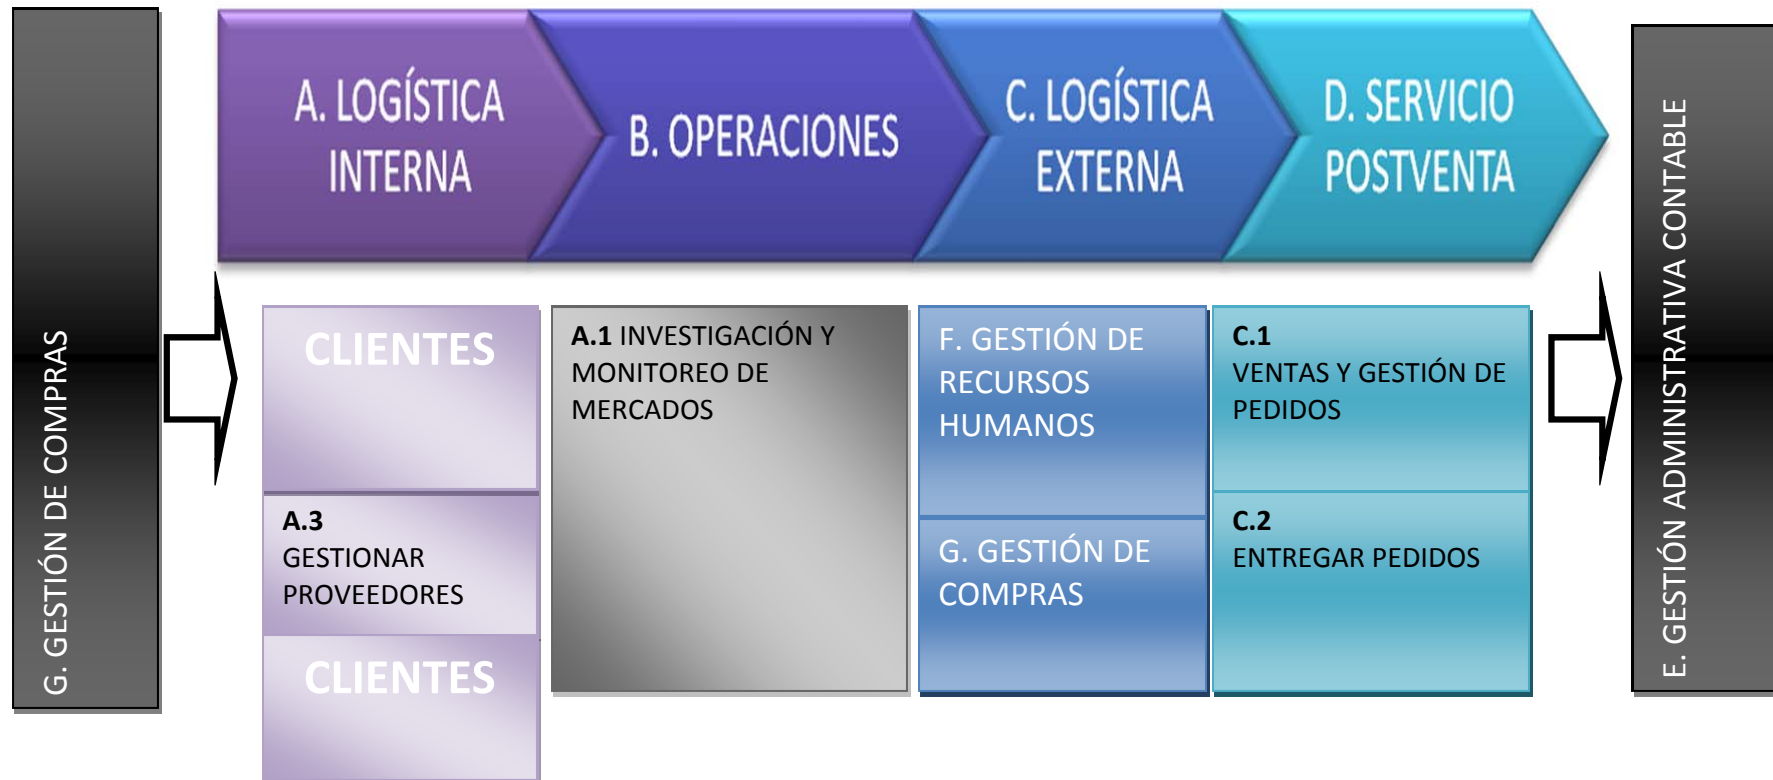 G. GESTIÓN DE COMPRAS
A. LOGÍSTICA
INTERNA
B. OPERACIONES
C. LOGÍSTICA
EXTERNA
D. SERVICIO
POSTVENTA
CLIENTES
A.3
GESTIONAR
PROVEEDORES
CLIENTES
A.1 INVESTIGACIÓN Y
MONITOREO DE
MERCADOS
F. GESTIÓN DE
RECURSOS
HUMANOS
G. GESTIÓN DE
COMPRAS
C.1
VENTAS Y GESTIÓN DE
PEDIDOS
C.2
ENTREGAR PEDIDOS
E. GESTIÓN ADMINISTRATIVA CONTABLE